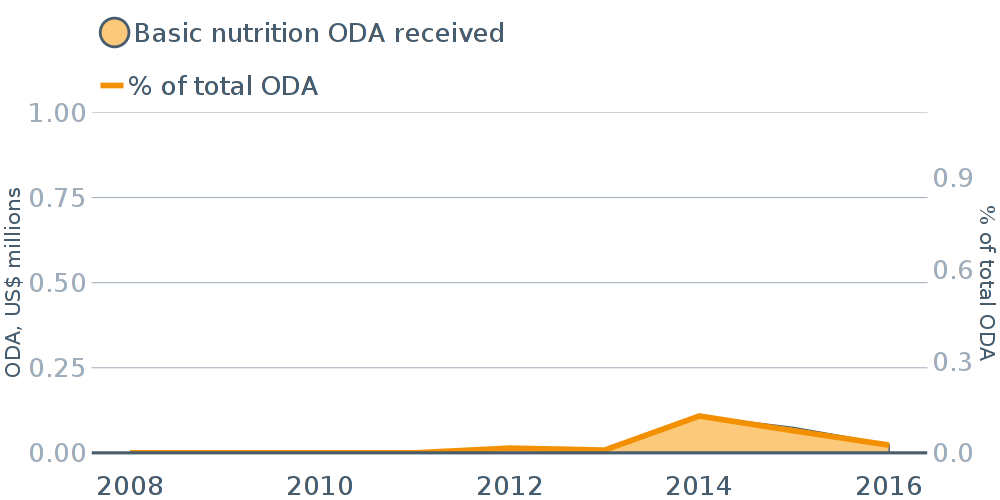 Basic nutrition ODA received
% of total ODA
1.00
0.75
0.50
0.25
0.00
ODA, US$ millions
0.9
0.6
0.3
0.0
% of total ODA
2008 2010 2012 2014 2016